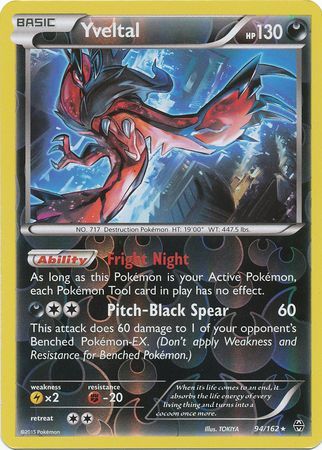 BASIC
Yveltal
HP130
NO. 717 Destruction Pokémon HT: 19'00" WT: 447.5 lbs.
Ability Fright Night
As long as this Pokémon is your Active Pokémon,
each Pokémon Tool card in play has no effect.
Pitch-Black Spear 60
This attack does 60 damage to 1 of your opponent's
Benched Pokémon-EX. (Don't apply Weakness and
Resistance for Benched Pokémon.)
weakness resistance
×2 -20
retreat
When its life comes to an end, it
absorbs the life energy of every
living thing and turns into a
cocoon once more.
©2015 Pokémon Illus. TOKIYA 94/162★